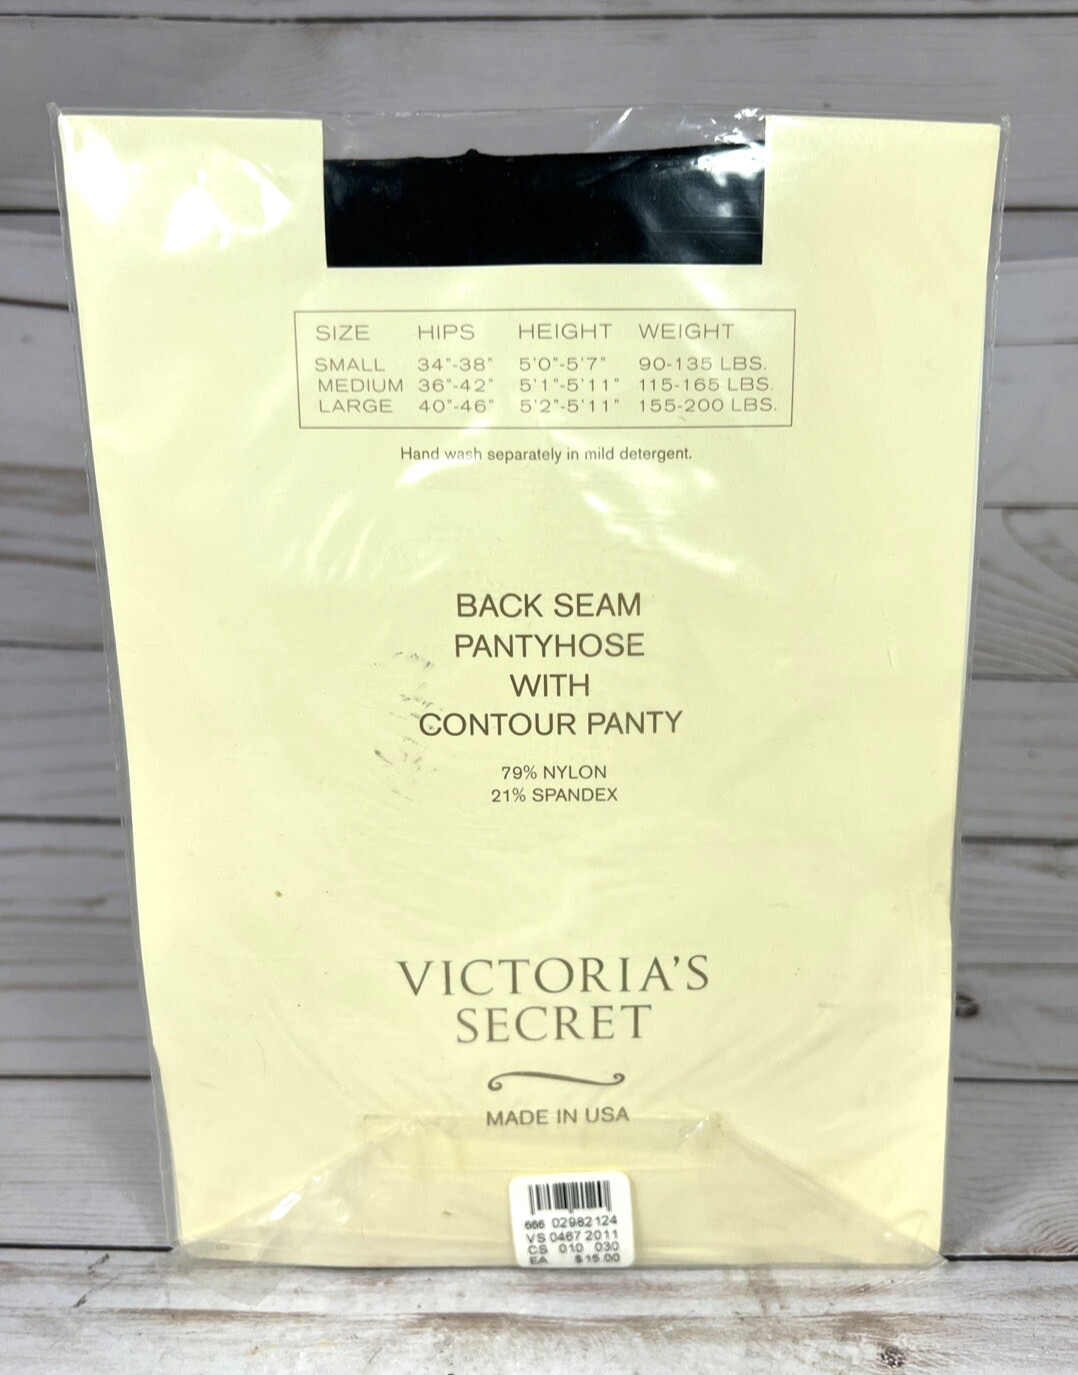 SIZE HIPS HEIGHT WEIGHT
SMALL 34"-38" 5'0"-5'7" 90-135 LBS.
MEDIUM 36"-42" 5'1"-5'11" 115-165 LBS.
LARGE 40"-46" 5'2"-5'11" 155-200 LBS.
Hand wash separately in mild detergent.
BACK SEAM
PANTYHOSE
WITH
CONTOUR PANTY
79% NYLON
21% SPANDEX
VICTORIA'S
SECRET
MADE IN USA
666 02982124
VS 0467 2011
CS 010 030
EA $15.00